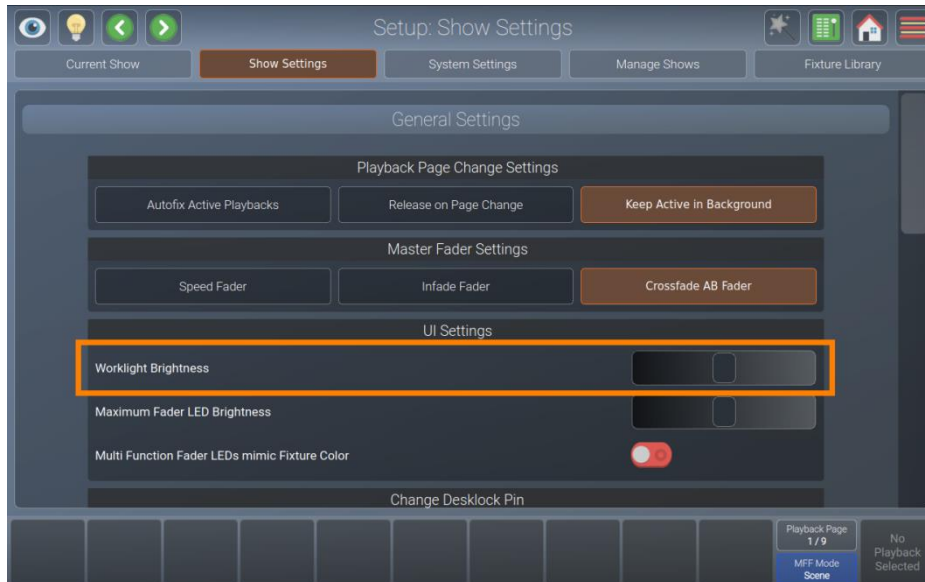 Setup: Show Settings
Current Show
Show Settings
System Settings
Manage Shows
Fixture Library
General Settings
Playback Page Change Settings
Autofix Active Playbacks
Release on Page Change
Keep Active in Background
Master Fader Settings
Speed Fader
Infade Fader
Crossfade AB Fader
UI Settings
Worklight Brightness
Maximum Fader LED Brightness
Multi Function Fader LEDs mimic Fixture Color
Change Desklock Pin
Playback Page
1 / 9
MFF Mode
Scene
No
Playback
Selected